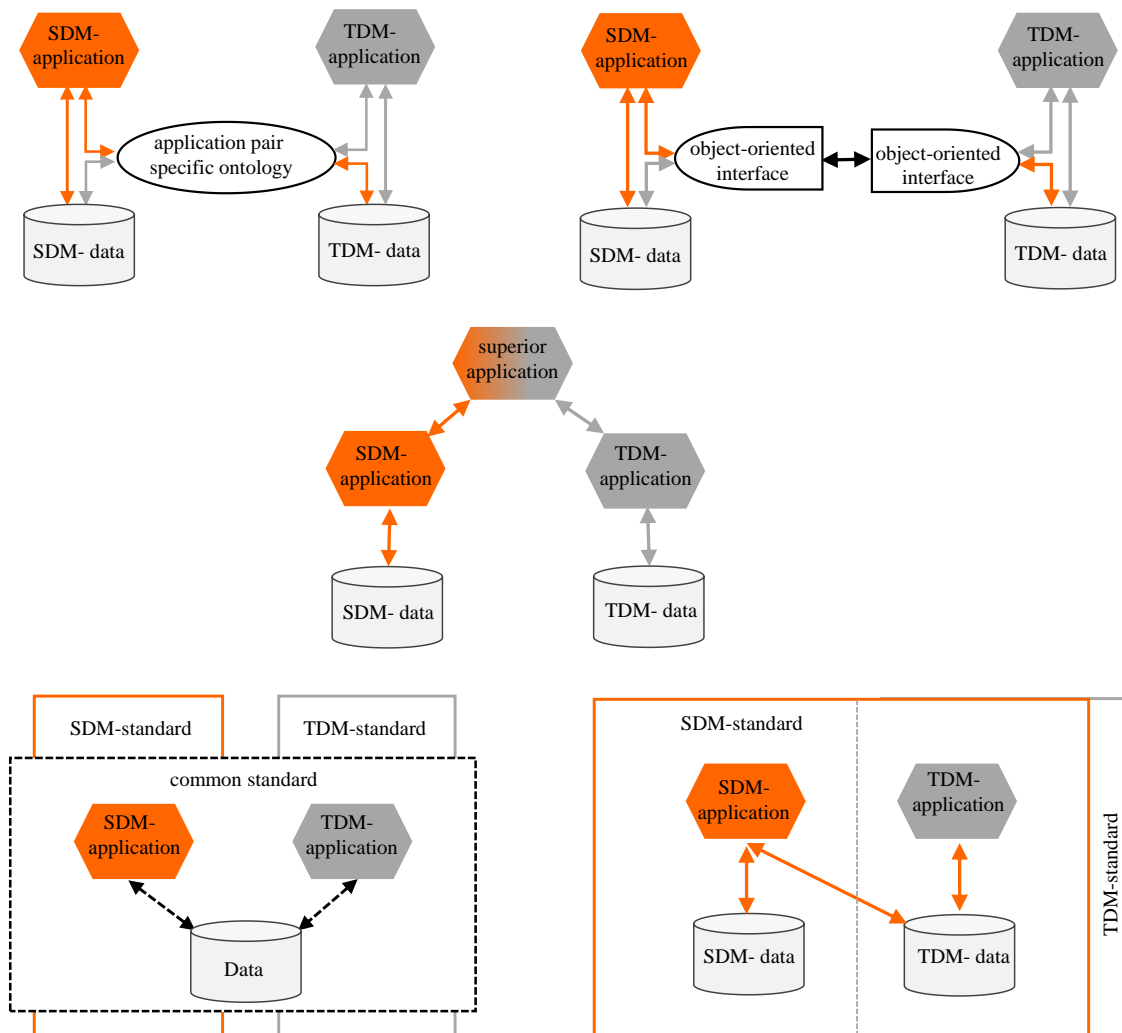 SDM-
application
TDM-
application
application pair
specific ontology
SDM- data
TDM- data
SDM-
application
TDM-
application
object-oriented
interface
object-oriented
interface
SDM- data
TDM- data
superior
application
SDM-
application
TDM-
application
SDM- data
TDM- data
SDM-standard
TDM-standard
common standard
SDM-
application
TDM-
application
Data
SDM-standard
SDM-
application
TDM-
application
SDM- data
TDM- data
TDM-standard